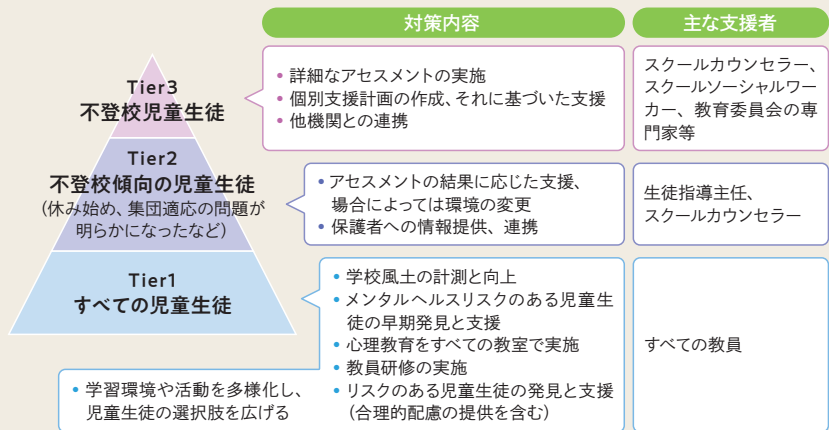 対策内容
主な支援者
Tier3
不登校児童生徒
• 詳細なアセスメントの実施
• 個別支援計画の作成、それに基づいた支援
• 他機関との連携
スクールカウンセラー、
スクールソーシャルワー
カー、教育委員会の専
門家等
Tier2
不登校傾向の児童生徒
(休み始め、集団適応の問題が
明らかになったなど)
• アセスメントの結果に応じた支援、
場合によっては環境の変更
• 保護者への情報提供、連携
生徒指導主任、
スクールカウンセラー
Tier1
すべての児童生徒
• 学校風土の計測と向上
• メンタルヘルスリスクのある児童生
徒の早期発見と支援
• 心理教育をすべての教室で実施
• 教員研修の実施
• リスクのある児童生徒の発見と支援
(合理的配慮の提供を含む)
• 学習環境や活動を多様化し、
児童生徒の選択肢を広げる
すべての教員